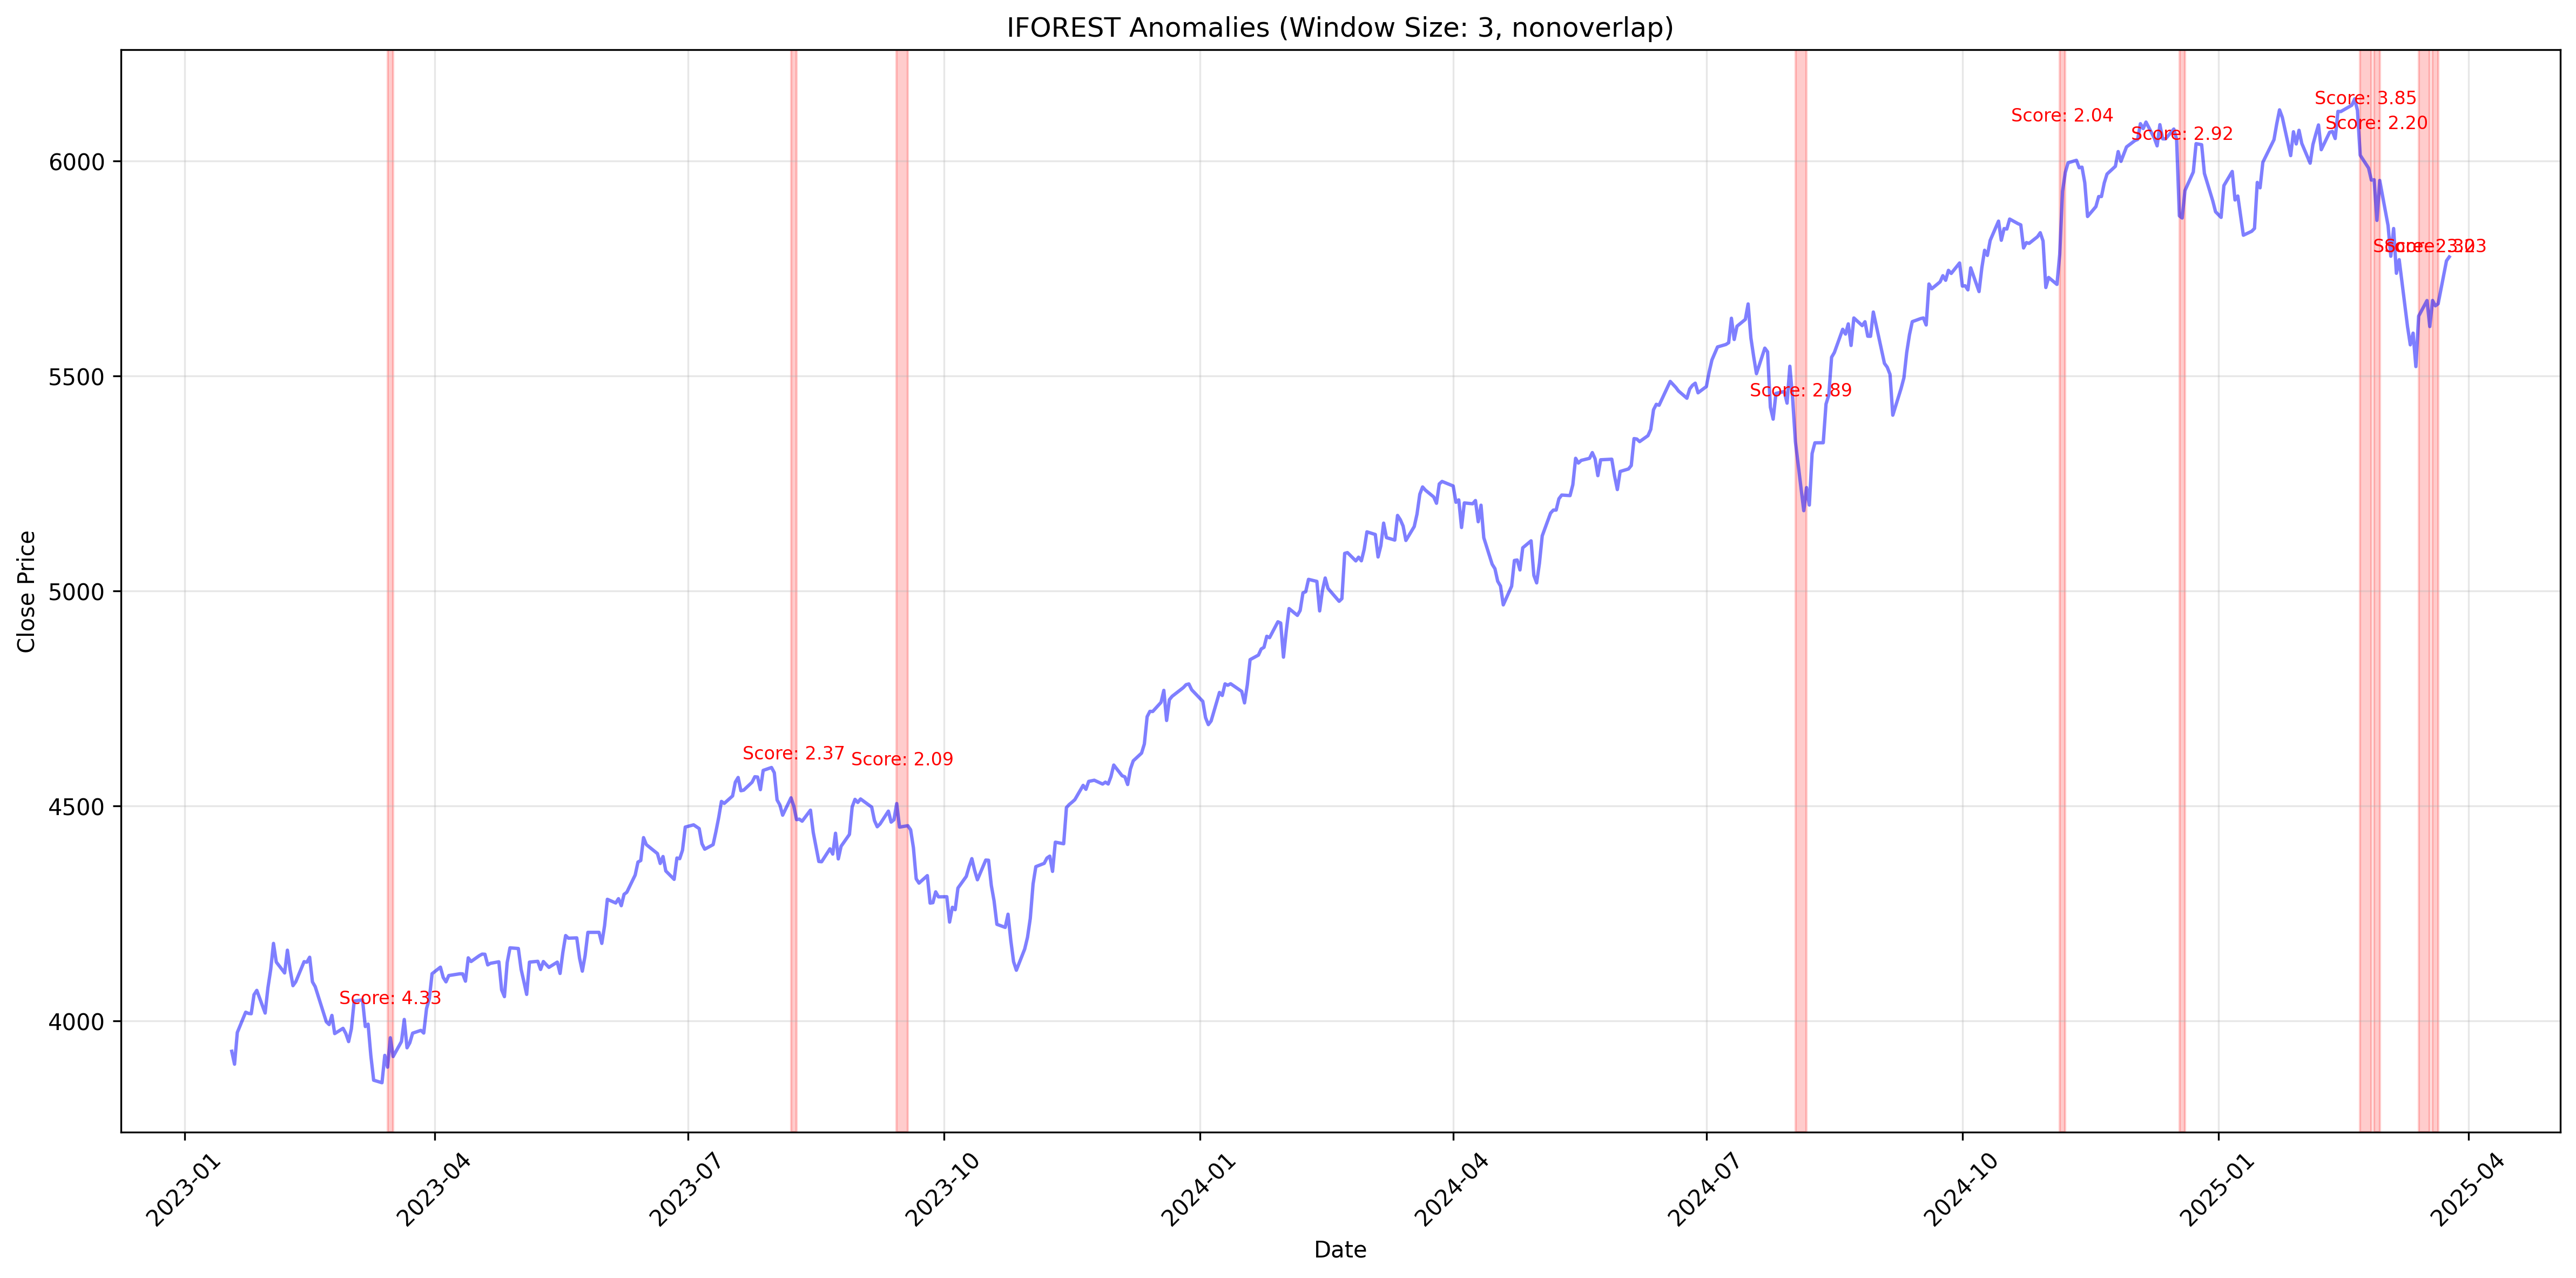 IFOREST Anomalies (Window Size: 3, nonoverlap)
Score: 3.85
Score: 2.04
Score: 2.20
Score: 2.92
6000
5500
Score: 2.89
Close Price
5000
4500
Score: 2.37
Score: 2.09
4000
Score: 4.33
2023-01
2023-04
2023-07
2023-10
2024-01
2024-04
2024-07
2024-10
2025-01
2025-04
Date